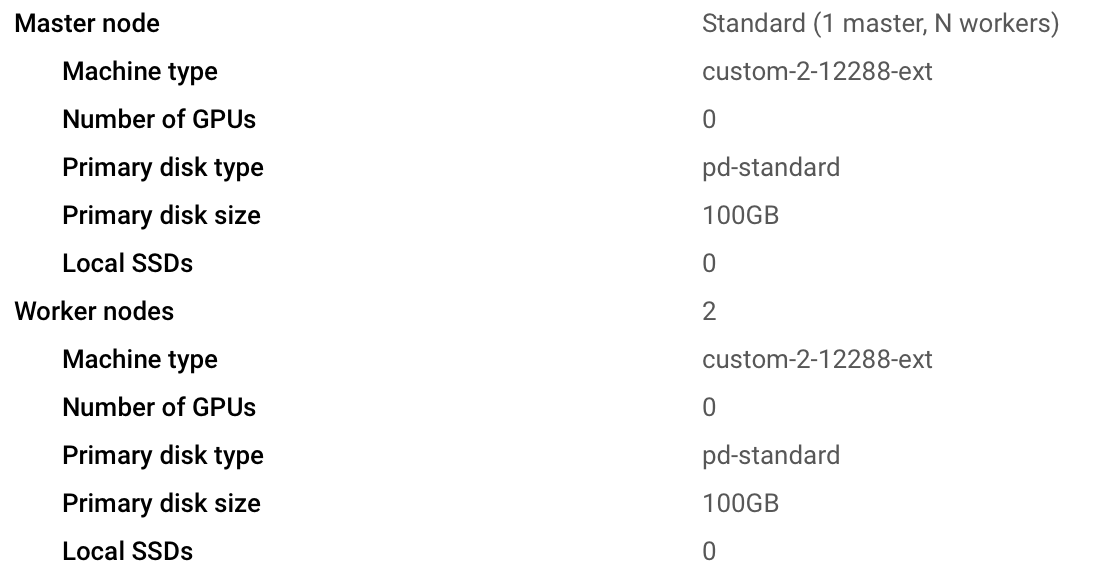 Master node Standard (1 master, N workers)
Machine type custom-2-12288-ext
Number of GPUs 0
Primary disk type pd-standard
Primary disk size 100GB
Local SSDs 0
Worker nodes 2
Machine type custom-2-12288-ext
Number of GPUs 0
Primary disk type pd-standard
Primary disk size 100GB
Local SSDs 0